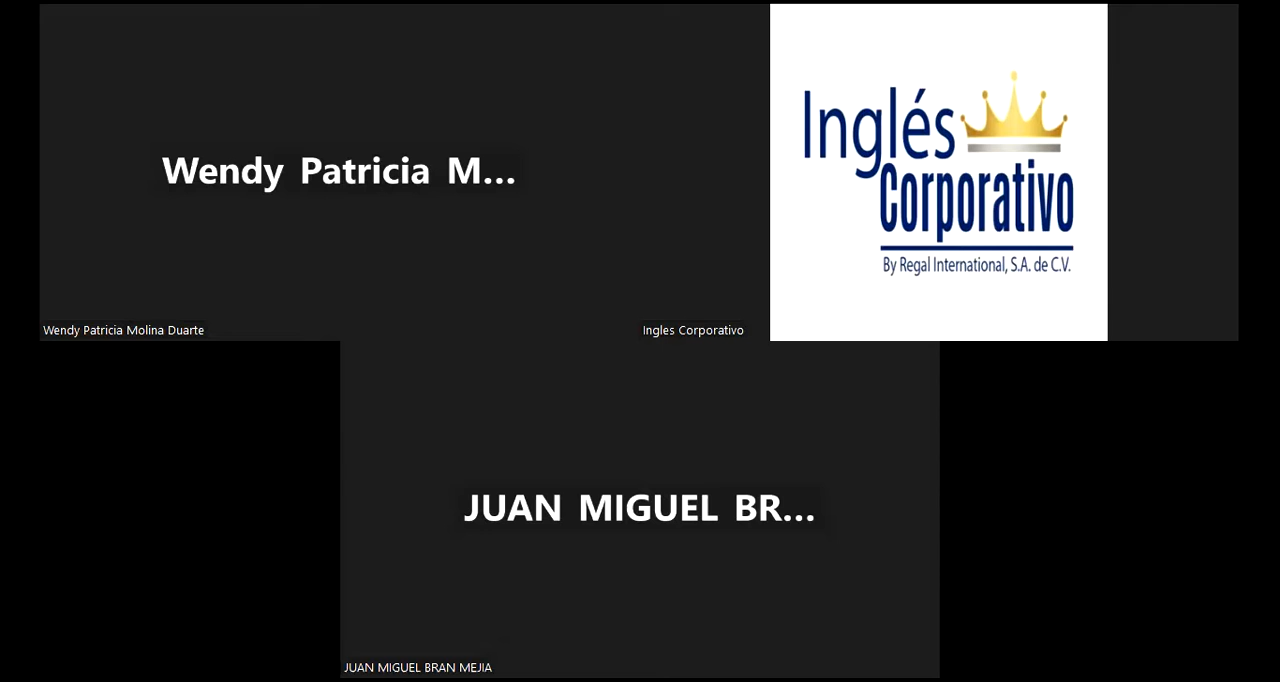 Wendy Patricia M...
Inglés
Corporativo
By Regal International, S.A. de C.V.
Wendy Patricia Molina Duarte
Ingles Corporativo
JUAN MIGUEL BR...
JUAN MIGUEL BRAN MEJIA